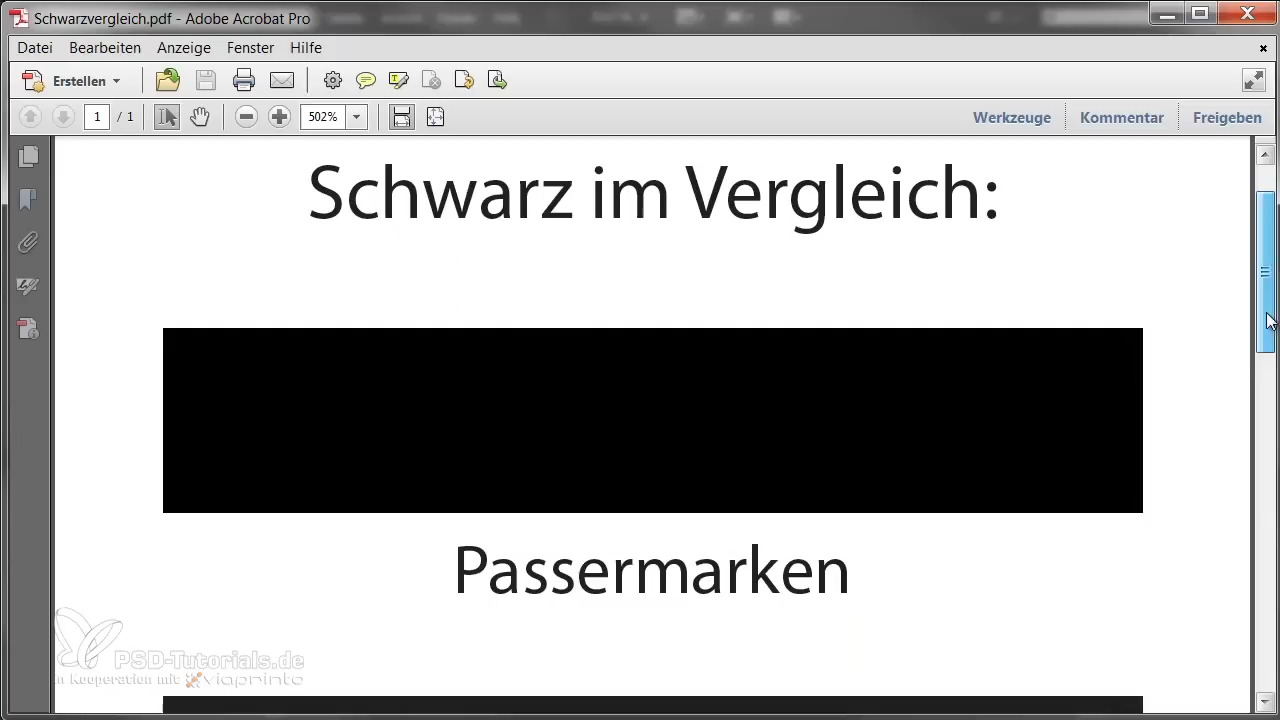 Schwarzvergleich.pdf - Adobe Acrobat Pro
Datei Bearbeiten Anzeige Fenster Hilfe
Erstellen
1 / 1 502% Werkzeuge Kommentar Freigeben
Schwarz im Vergleich:
Passermarken
PSD-Tutorials.de
in Kooperation mit viaprinto